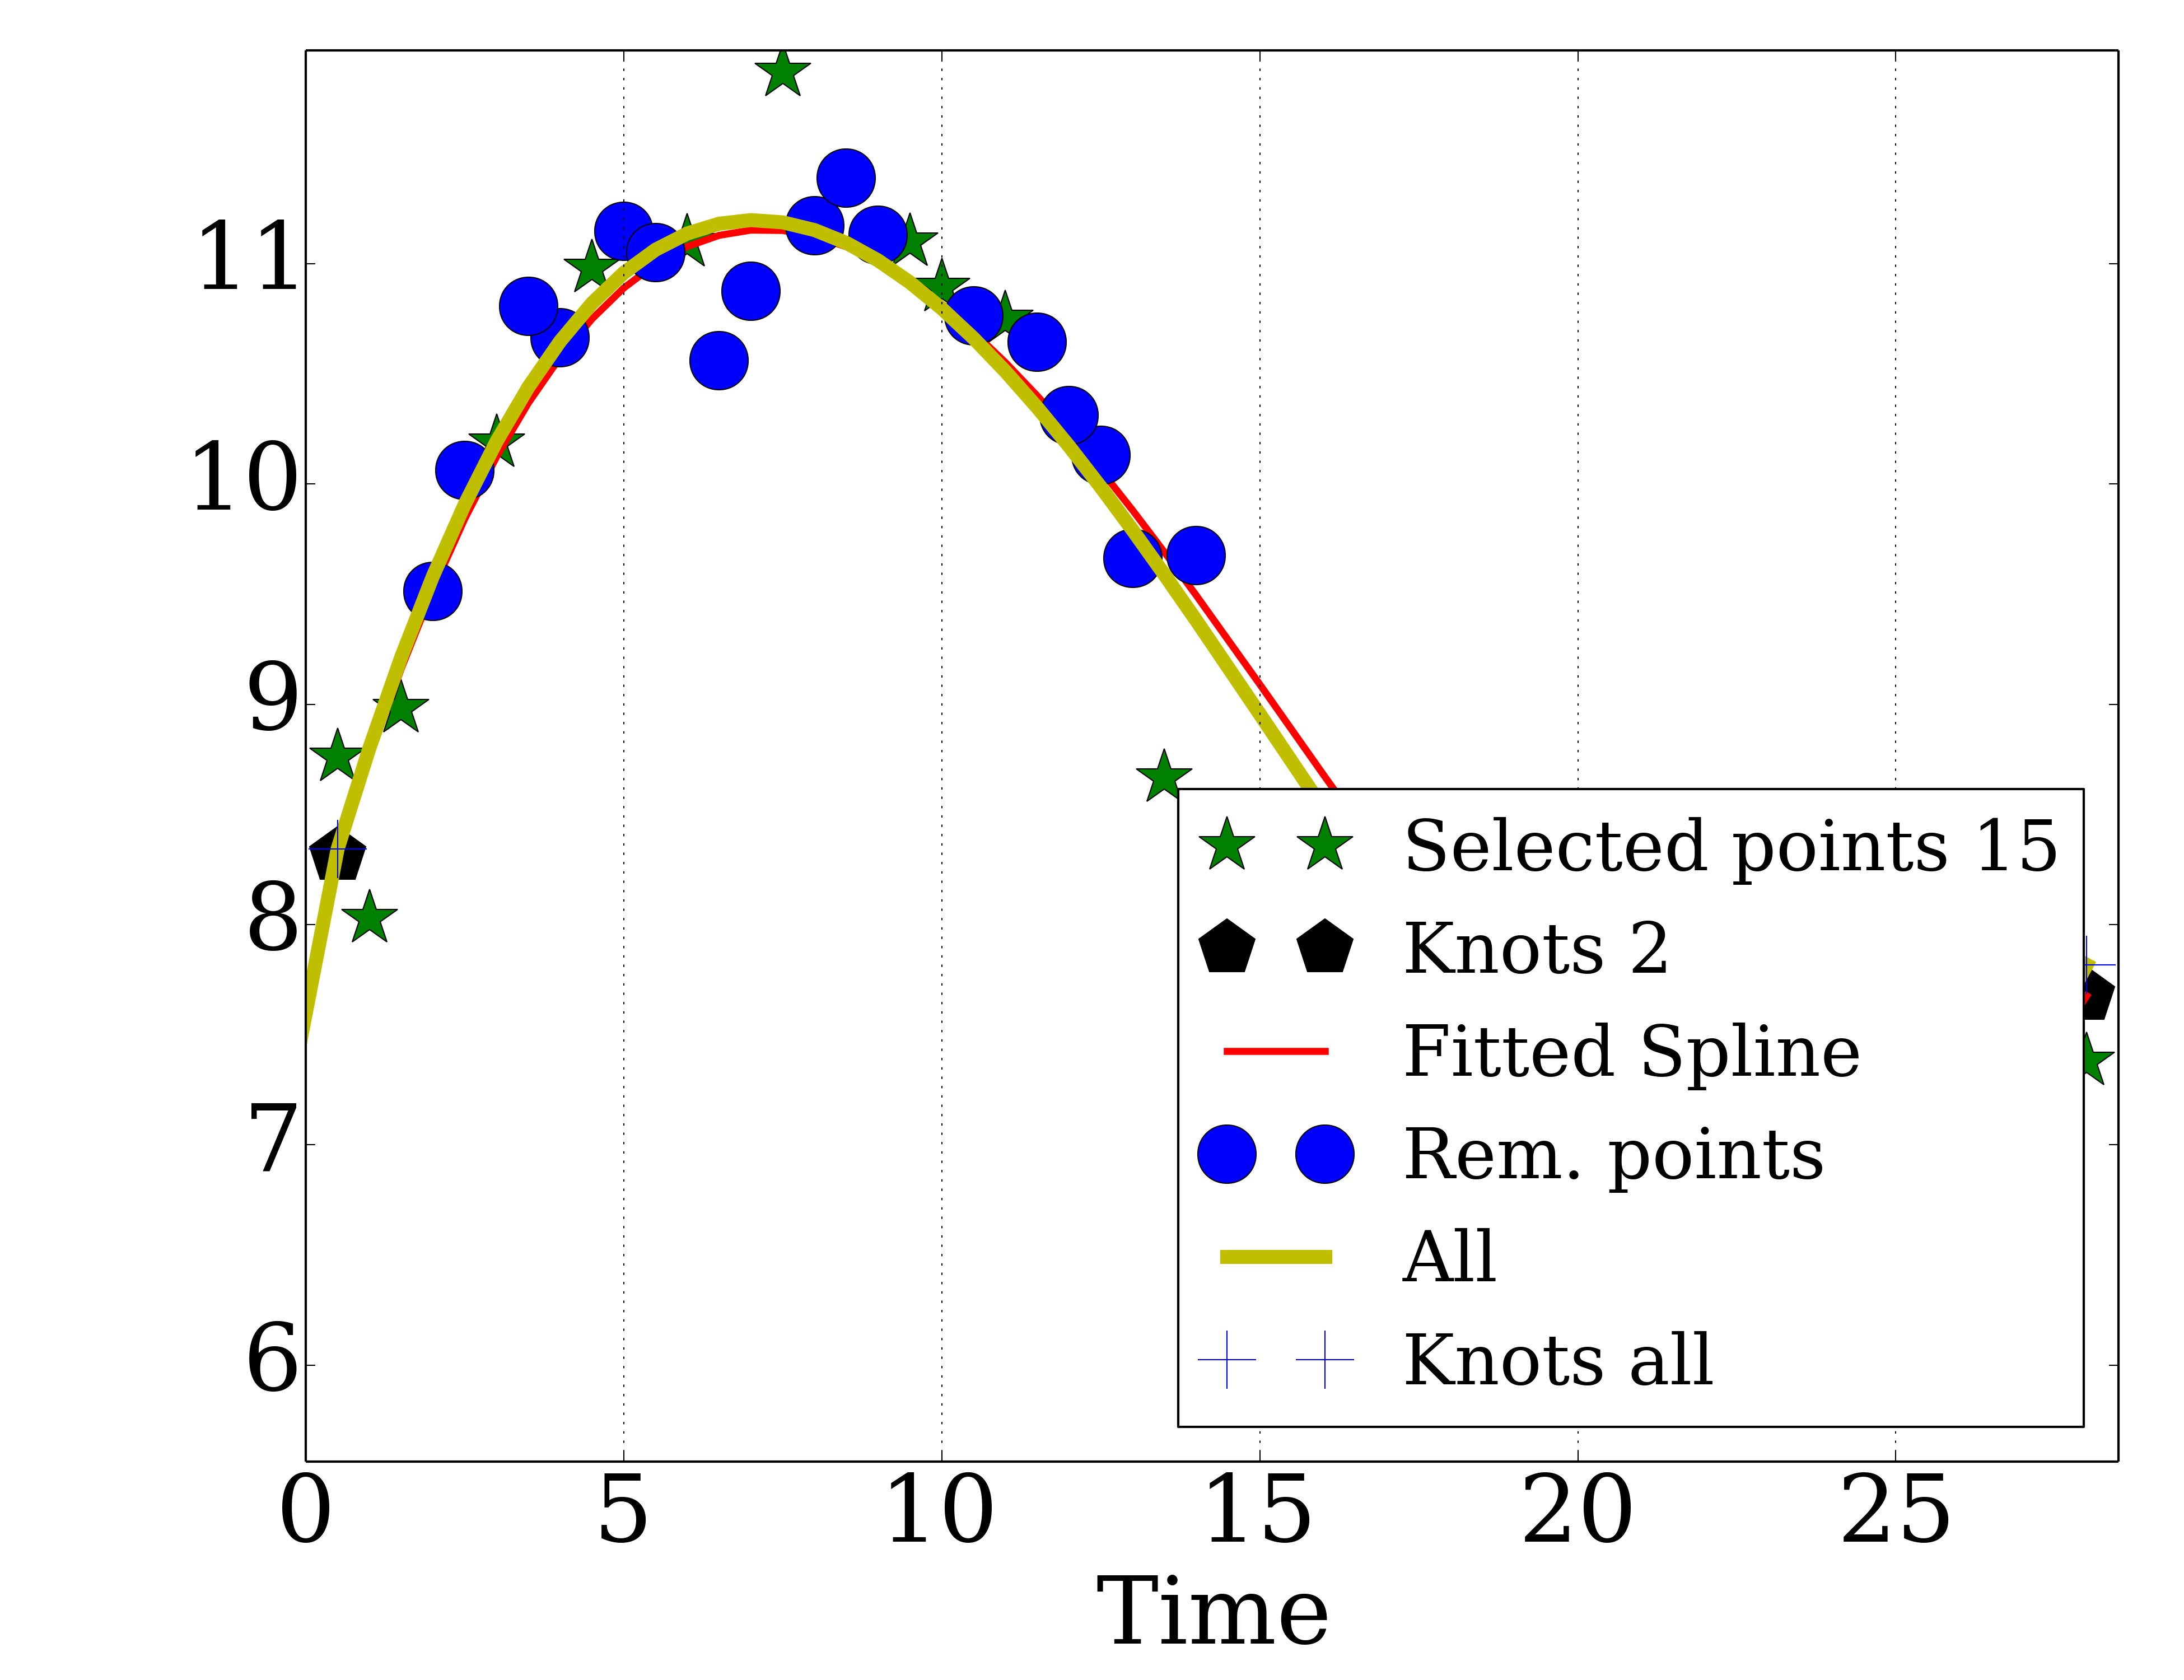 11
10
9
8
7
6
Selected points 15
Knots 2
Fitted Spline
Rem. points
All
Knots all
0 5 10 15 20 25
Time